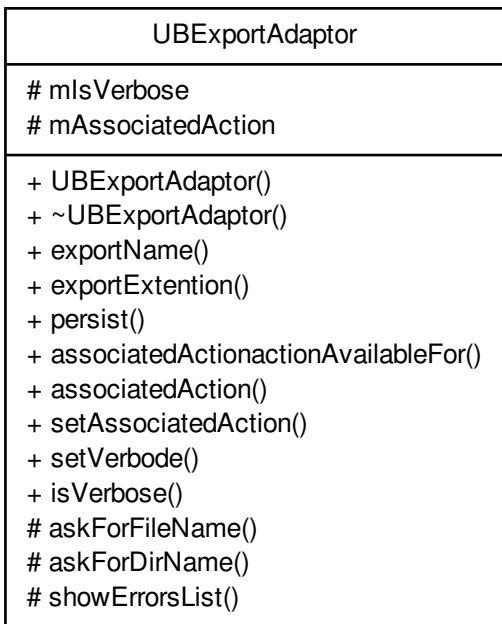 UBExportAdaptor
# mIsVerbose
# mAssociatedAction
+ UBExportAdaptor()
+ ~UBExportAdaptor()
+ exportName()
+ exportExtention()
+ persist()
+ associatedActionactionAvailableFor()
+ associatedAction()
+ setAssociatedAction()
+ setVerbode()
+ isVerbose()
# askForFileName()
# askForDirName()
# showErrorsList()